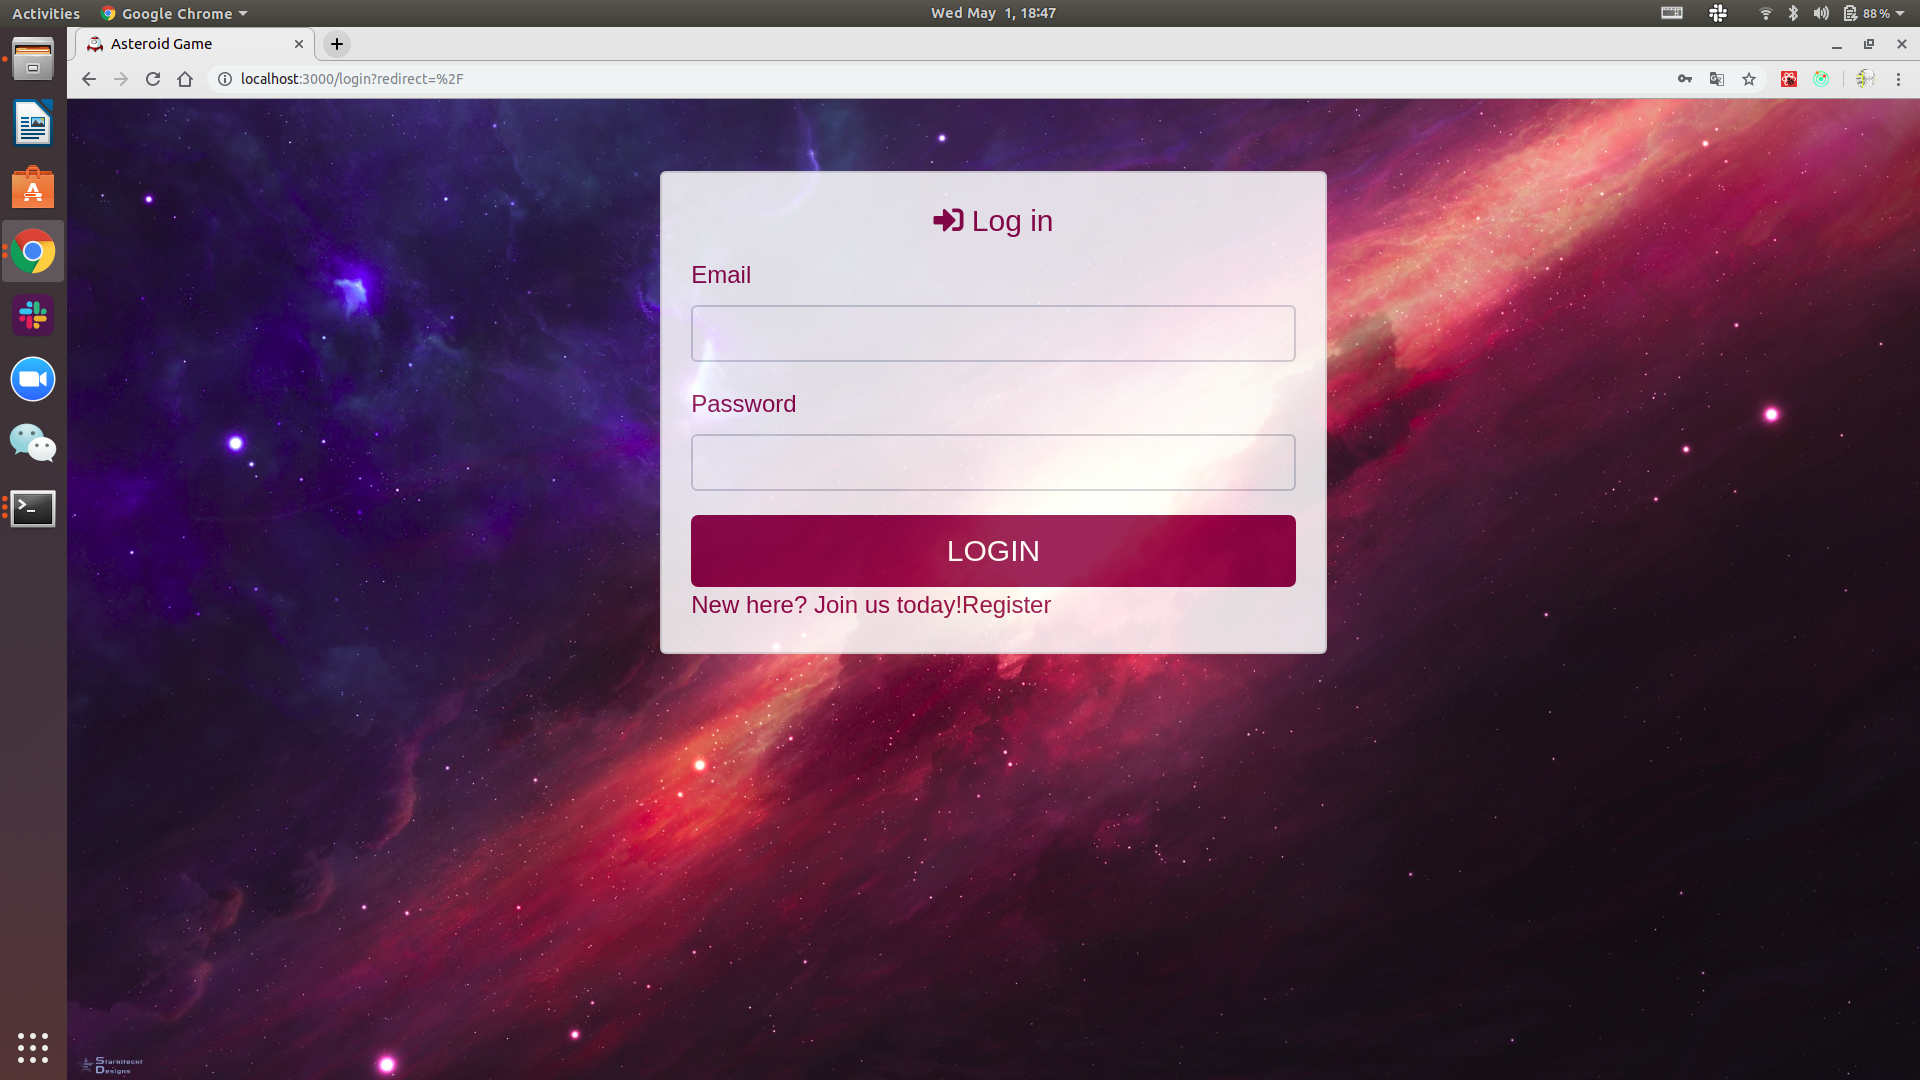 Activities Google Chrome Wed May 1, 18:47 88%
Asteroid Game
localhost:3000/login?redirect=%2F
Log in
Email
Password
LOGIN
New here? Join us today!Register
Starkiteckt
Designs